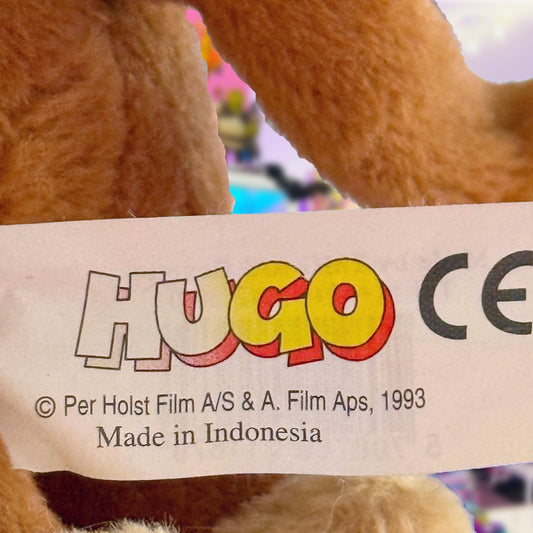 HUGO CE
© Per Holst Film A/S & A. Film Aps, 1993
Made in Indonesia